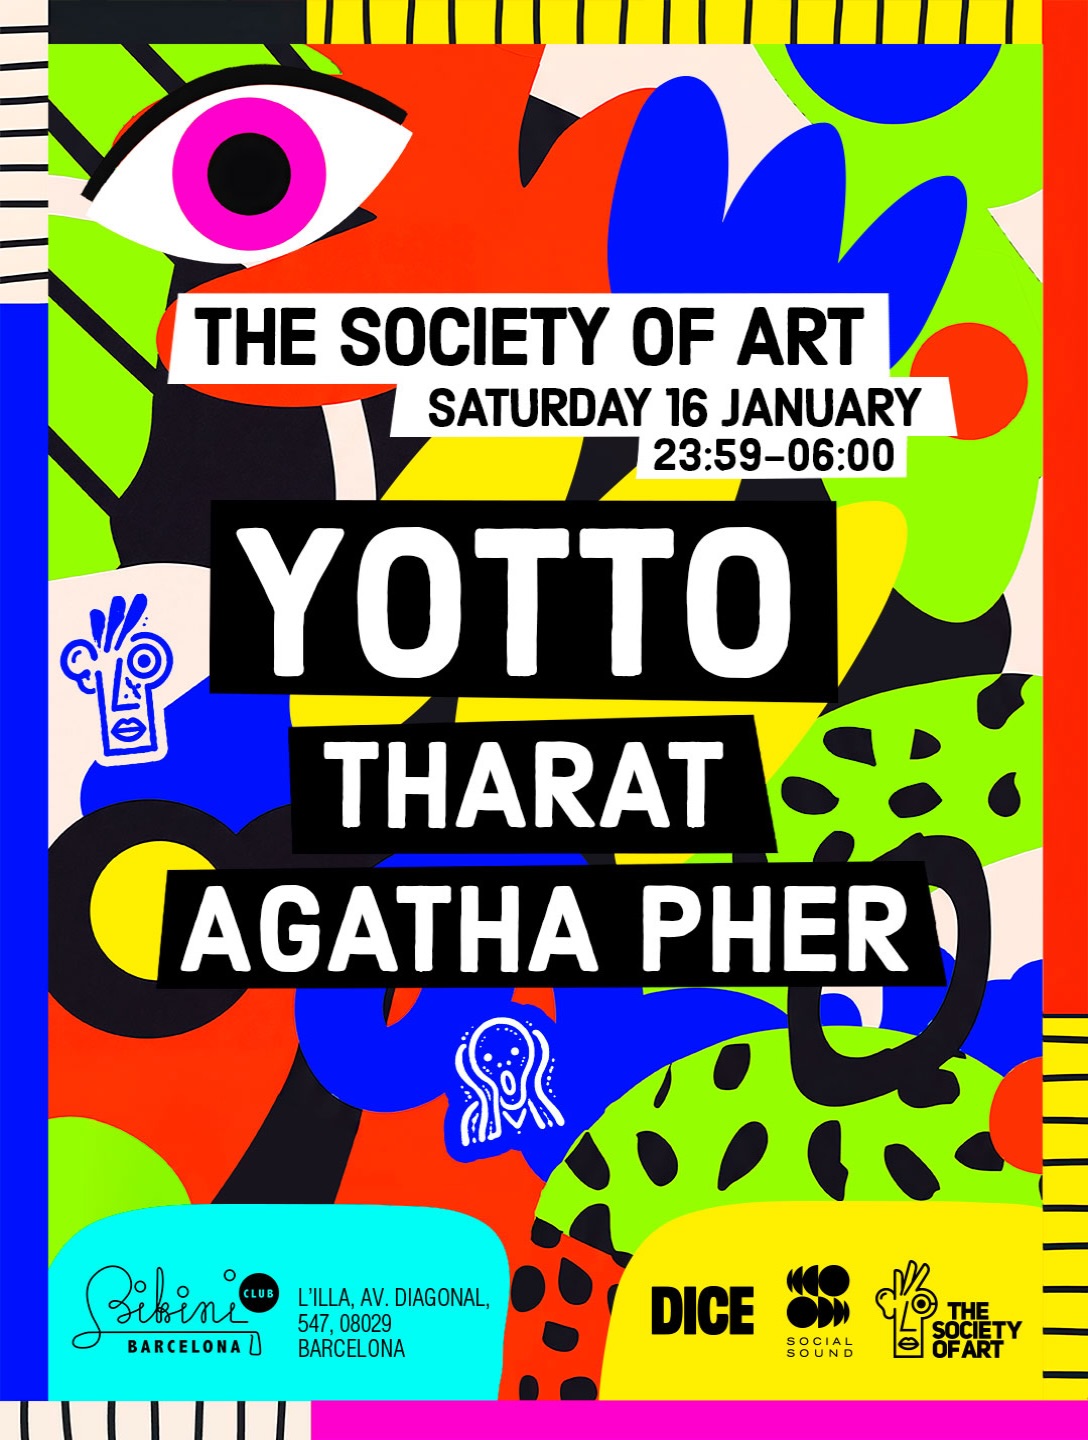 THE SOCIETY OF ART
SATURDAY 16 JANUARY
23:59–06:00
YOTTO
THARAT
AGATHA PHER
Bikini CLUB
BARCELONA
L'ILLA, AV. DIAGONAL,
547, 08029
BARCELONA
DICE
SOCIAL
SOUND
THE
SOCIETY
OF ART